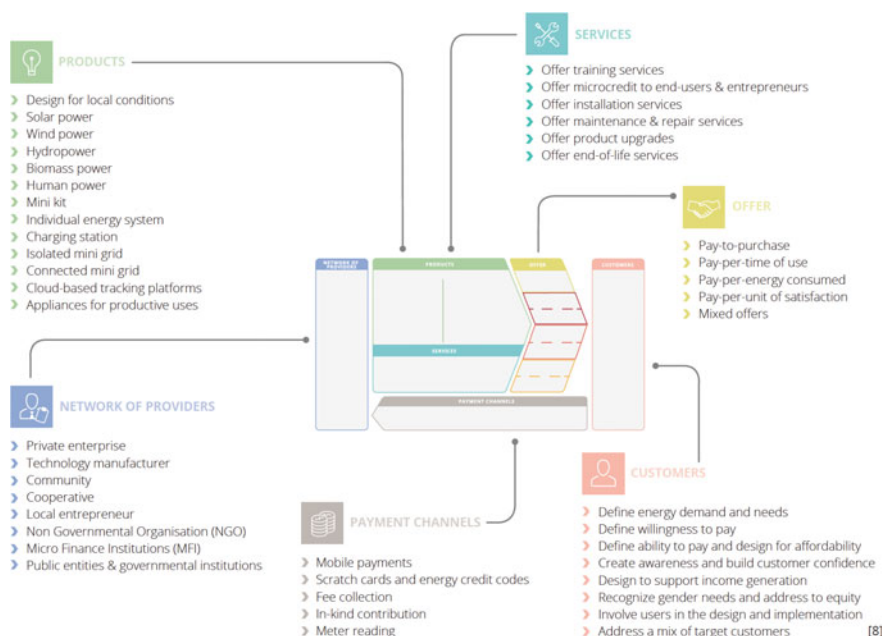 PRODUCTS
Design for local conditions
Solar power
Wind power
Hydropower
Biomass power
Human power
Mini kit
Individual energy system
Charging station
Isolated mini grid
Connected mini grid
Cloud-based tracking platforms
Appliances for productive uses
SERVICES
Offer training services
Offer microcredit to end-users & entrepreneurs
Offer installation services
Offer maintenance & repair services
Offer product upgrades
Offer end-of-life services
OFFER
Pay-to-purchase
Pay-per-time of use
Pay-per-energy consumed
Pay-per-unit of satisfaction
Mixed offers
NETWORK OF
PROVIDERS
PRODUCTS
OFFER
CUSTOMERS
SERVICES
PAYMENT CHANNELS
NETWORK OF PROVIDERS
Private enterprise
Technology manufacturer
Community
Cooperative
Local entrepreneur
Non Governmental Organisation (NGO)
Micro Finance Institutions (MFI)
Public entities & governmental institutions
PAYMENT CHANNELS
Mobile payments
Scratch cards and energy credit codes
Fee collection
In-kind contribution
Meter reading
CUSTOMERS
Define energy demand and needs
Define willingness to pay
Define ability to pay and design for affordability
Create awareness and build customer confidence
Design to support income generation
Recognize gender needs and address to equity
Involve users in the design and implementation
Address a mix of target customers
[8]